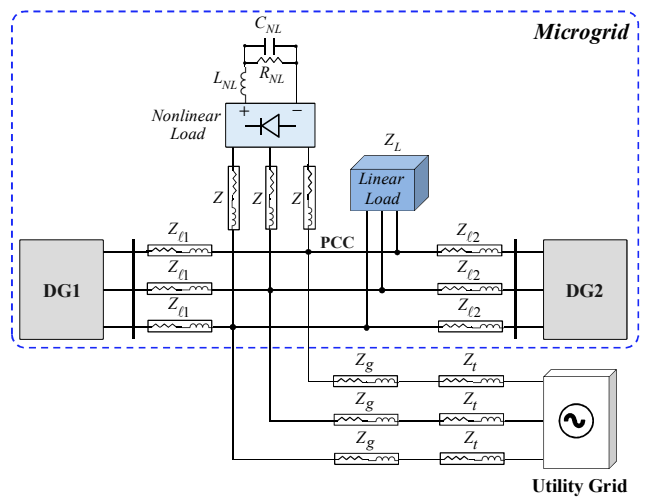 Microgrid
C_NL
R_NL
L_NL
+ −
Nonlinear
Load
Z Z Z
Z_L
Linear
Load
PCC
Z_ℓ1 Z_ℓ2
Z_ℓ1 Z_ℓ2
Z_ℓ1 Z_ℓ2
DG1 DG2
Z_g Z_t
Z_g Z_t
Z_g Z_t
Utility Grid